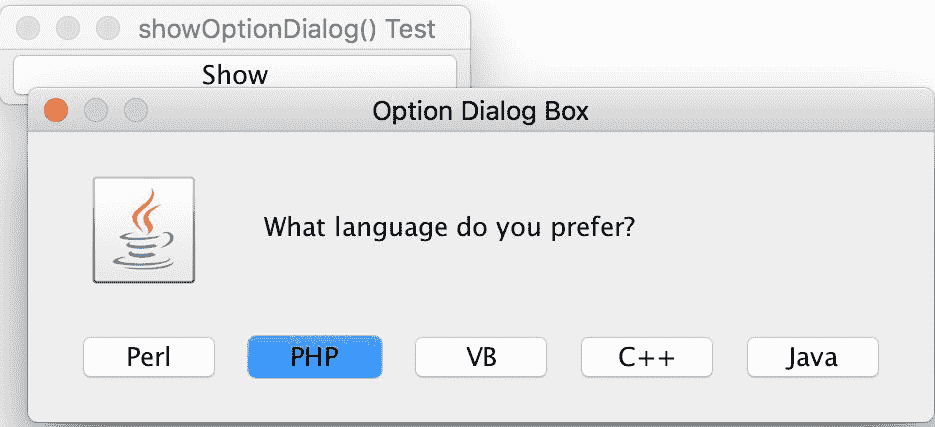 showOptionDialog() Test
Show
Option Dialog Box
What language do you prefer?
Perl PHP VB C++ Java